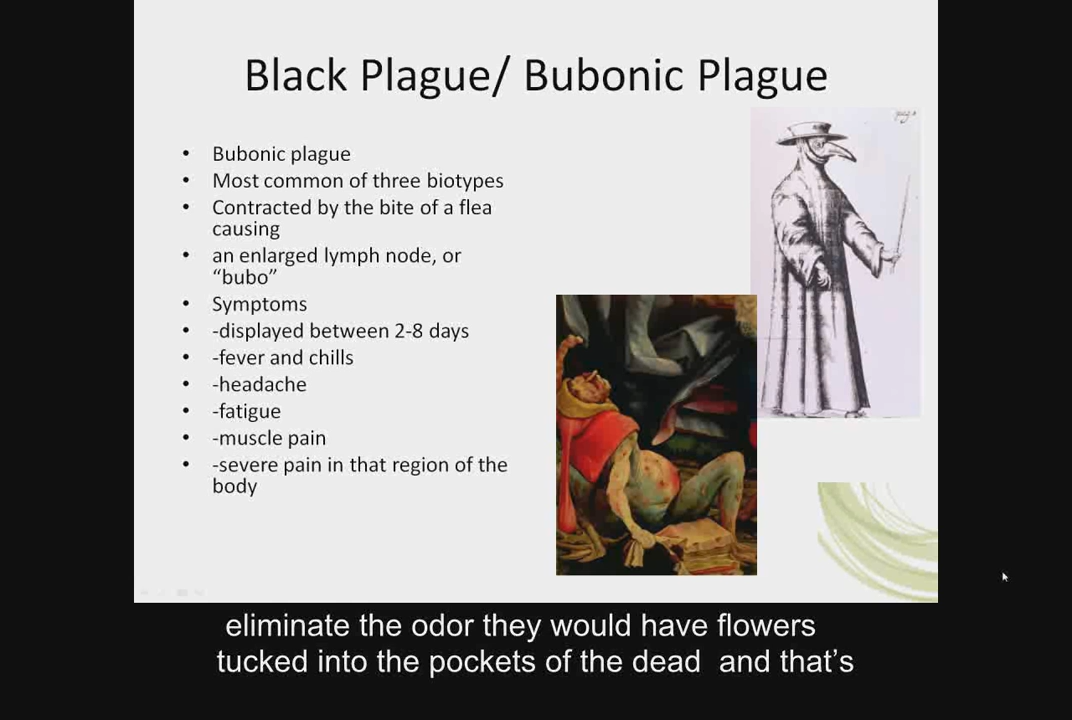 Black Plague/ Bubonic Plague
• Bubonic plague
• Most common of three biotypes
• Contracted by the bite of a flea
causing
• an enlarged lymph node, or
“bubo”
• Symptoms
• -displayed between 2-8 days
• -fever and chills
• -headache
• -fatigue
• -muscle pain
• -severe pain in that region of the
body
eliminate the odor they would have flowers
tucked into the pockets of the dead  and that’s